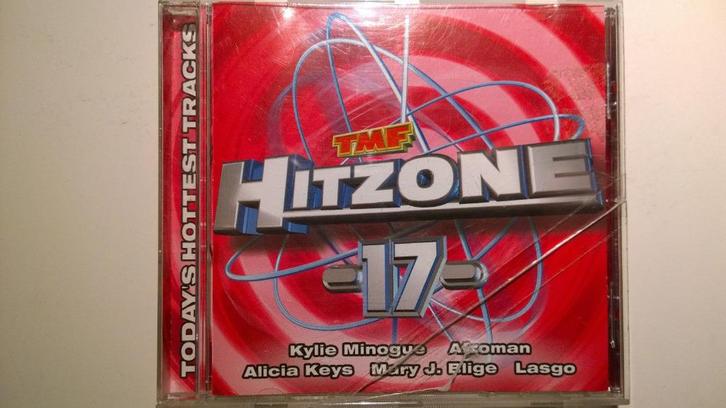 TODAY'S HOTTEST TRACKS
TMF
HITZONE
17
Kylie Minogue Afroman
Alicia Keys Mary J. Blige Lasgo